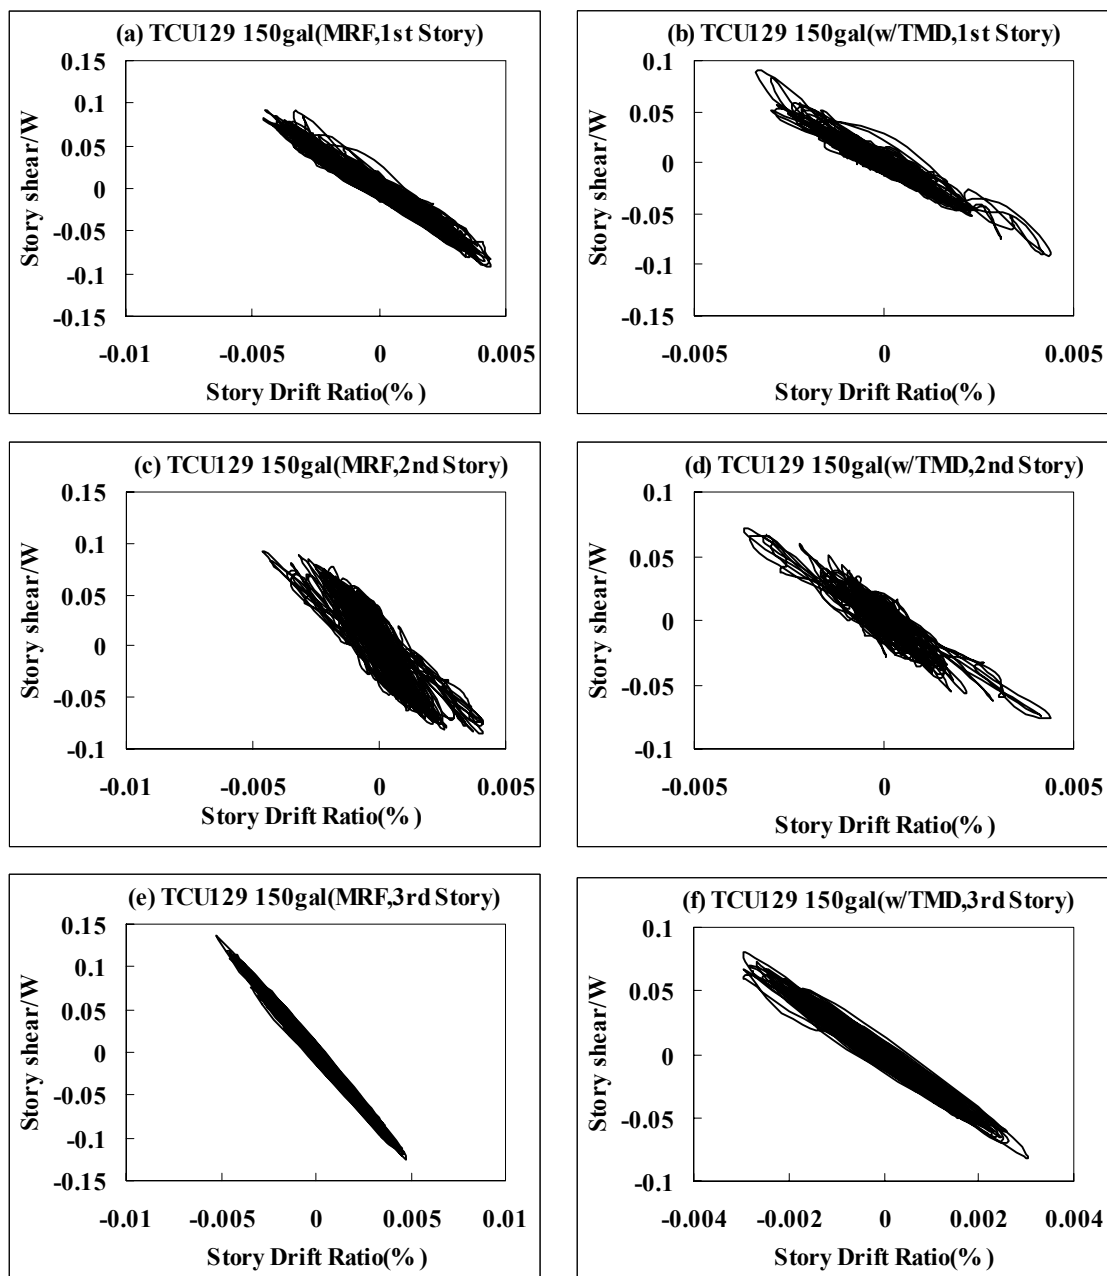 (a) TCU129 150gal(MRF,1st Story)
0.15
0.1
0.05
0
-0.05
-0.1
-0.15
Story shear/W
-0.01 -0.005 0 0.005
Story Drift Ratio(%)
(b) TCU129 150gal(w/TMD,1st Story)
0.1
0.05
0
-0.05
-0.1
-0.15
Story shear/W
-0.005 0 0.005
Story Drift Ratio(%)
(c) TCU129 150gal(MRF,2nd Story)
0.15
0.1
0.05
0
-0.05
-0.1
Story shear/W
-0.01 -0.005 0 0.005
Story Drift Ratio(%)
(d) TCU129 150gal(w/TMD,2nd Story)
0.1
0.05
0
-0.05
-0.1
Story shear/W
-0.005 0 0.005
Story Drift Ratio(%)
(e) TCU129 150gal(MRF,3rd Story)
0.15
0.1
0.05
0
-0.05
-0.1
-0.15
Story shear/W
-0.01 -0.005 0 0.005 0.01
Story Drift Ratio(%)
(f) TCU129 150gal(w/TMD,3rd Story)
0.1
0.05
0
-0.05
-0.1
Story shear/W
-0.004 -0.002 0 0.002 0.004
Story Drift Ratio(%)